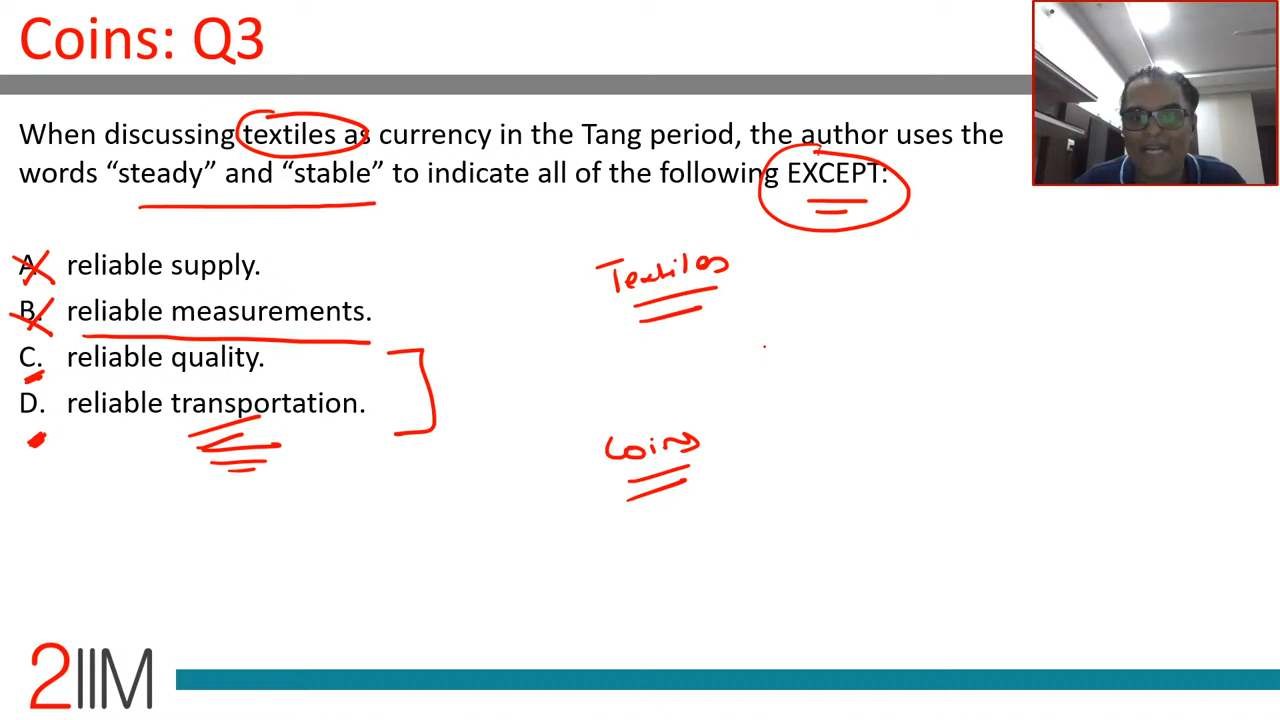 Coins: Q3
When discussing textiles as currency in the Tang period, the author uses the
words “steady” and “stable” to indicate all of the following EXCEPT:
A. reliable supply.
B. reliable measurements.
C. reliable quality.
D. reliable transportation.
Textiles
Coins
2IIM